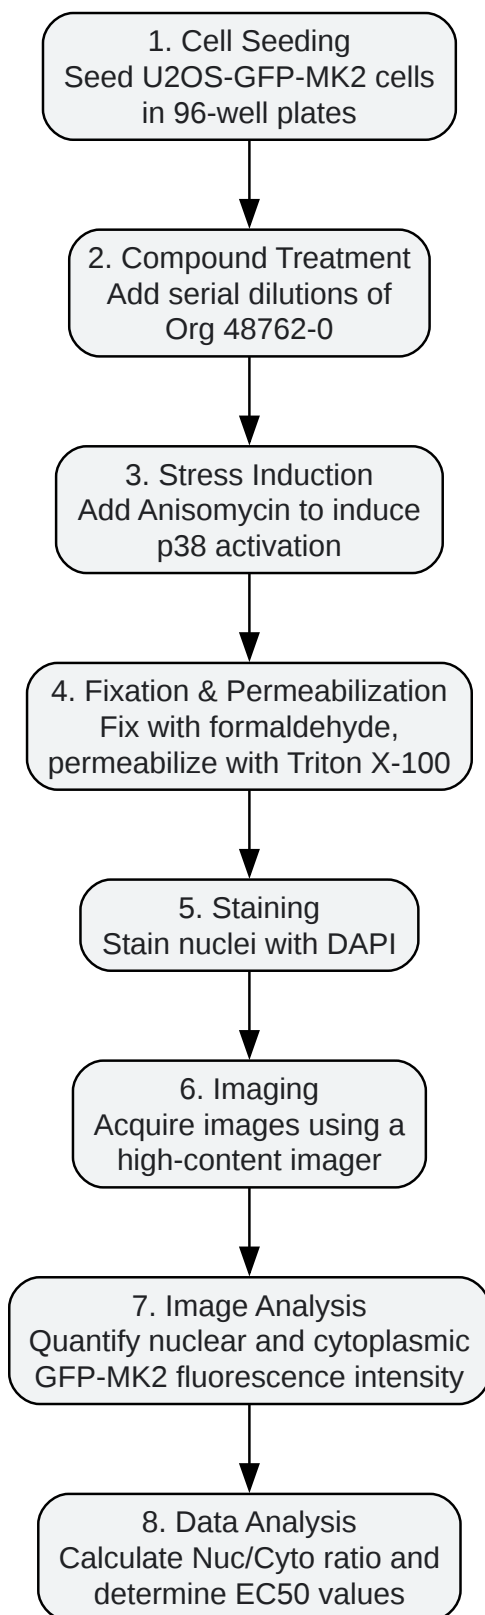 1. Cell Seeding
Seed U2OS-GFP-MK2 cells
in 96-well plates
2. Compound Treatment
Add serial dilutions of
Org 48762-0
3. Stress Induction
Add Anisomycin to induce
p38 activation
4. Fixation & Permeabilization
Fix with formaldehyde,
permeabilize with Triton X-100
5. Staining
Stain nuclei with DAPI
6. Imaging
Acquire images using a
high-content imager
7. Image Analysis
Quantify nuclear and cytoplasmic
GFP-MK2 fluorescence intensity
8. Data Analysis
Calculate Nuc/Cyto ratio and
determine EC50 values